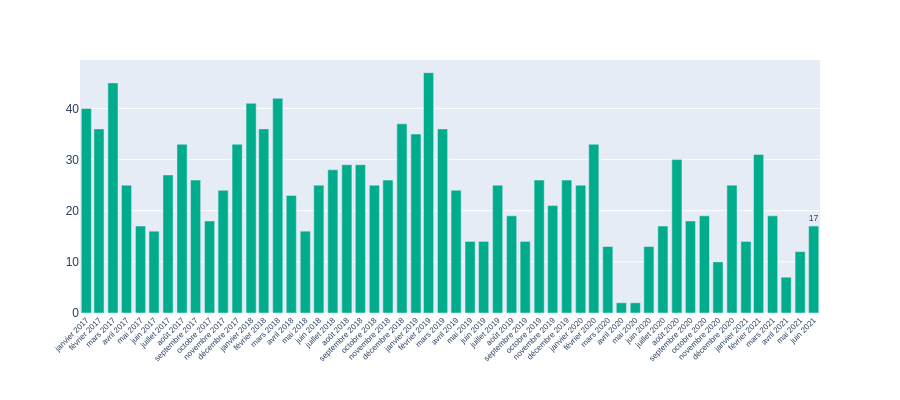 40
30
20
10
0
17
janvier 2017
février 2017
mars 2017
avril 2017
mai 2017
juin 2017
juillet 2017
août 2017
septembre 2017
octobre 2017
novembre 2017
décembre 2017
janvier 2018
février 2018
mars 2018
avril 2018
mai 2018
juin 2018
juillet 2018
août 2018
septembre 2018
octobre 2018
novembre 2018
décembre 2018
janvier 2019
février 2019
mars 2019
avril 2019
mai 2019
juin 2019
juillet 2019
août 2019
septembre 2019
octobre 2019
novembre 2019
décembre 2019
janvier 2020
février 2020
mars 2020
avril 2020
mai 2020
juin 2020
juillet 2020
août 2020
septembre 2020
octobre 2020
novembre 2020
décembre 2020
janvier 2021
février 2021
mars 2021
avril 2021
mai 2021
juin 2021